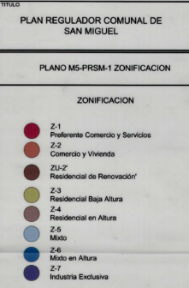 TITULO
PLAN REGULADOR COMUNAL DE
SAN MIGUEL
PLANO M5-PRSM-1 ZONIFICACION
ZONIFICACION
Z-1
Preferente Comercio y Servicios
Z-2
Comercio y Vivienda
ZU-2'
Residencial de Renovación"
Z-3
Residencial Baja Altura
Z-4
Residencial en Altura
Z-5
Mixto
Z-6
Mixto en Altura
Z-7
Industria Exclusiva